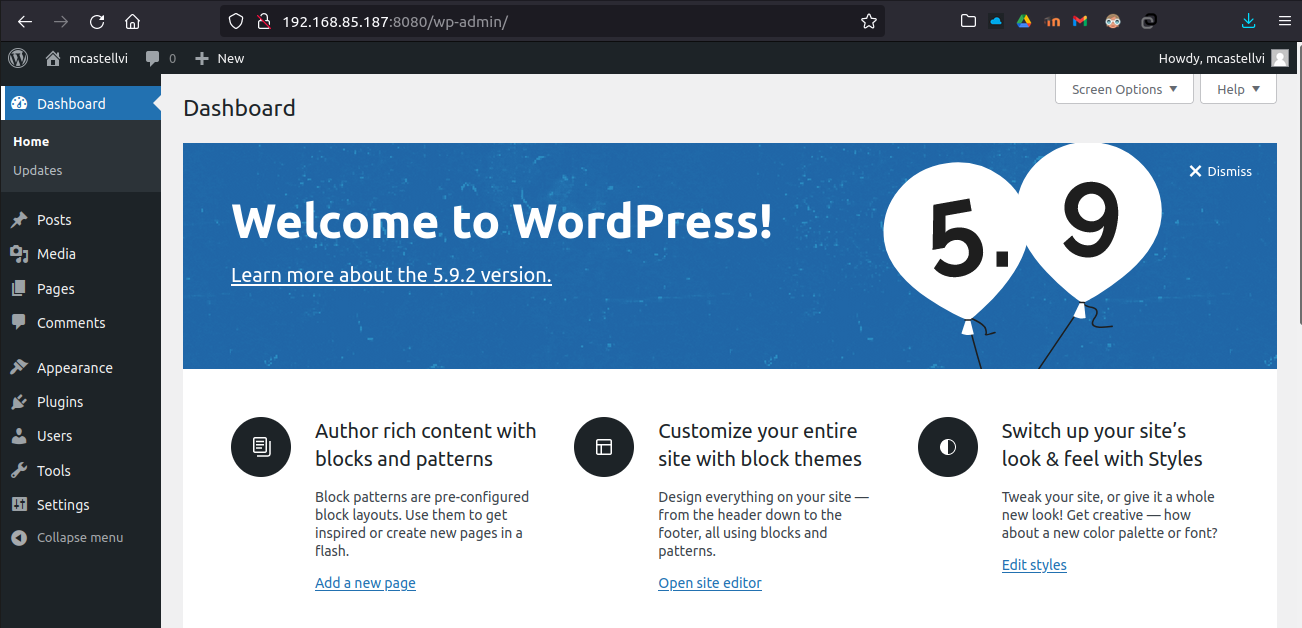 192.168.85.187:8080/wp-admin/
in
mcastellvi
0
New
Howdy, mcastellvi
Dashboard
Home
Updates
Posts
Media
Pages
Comments
Appearance
Plugins
Users
Tools
Settings
Collapse menu
Screen Options
Help
Dashboard
Welcome to WordPress!
Learn more about the 5.9.2 version.
5.9
Dismiss
Author rich content with
blocks and patterns
Block patterns are pre-configured
block layouts. Use them to get
inspired or create new pages in a
flash.
Add a new page
Customize your entire
site with block themes
Design everything on your site —
from the header down to the
footer, all using blocks and
patterns.
Open site editor
Switch up your site’s
look & feel with Styles
Tweak your site, or give it a whole
new look! Get creative — how
about a new color palette or font?
Edit styles